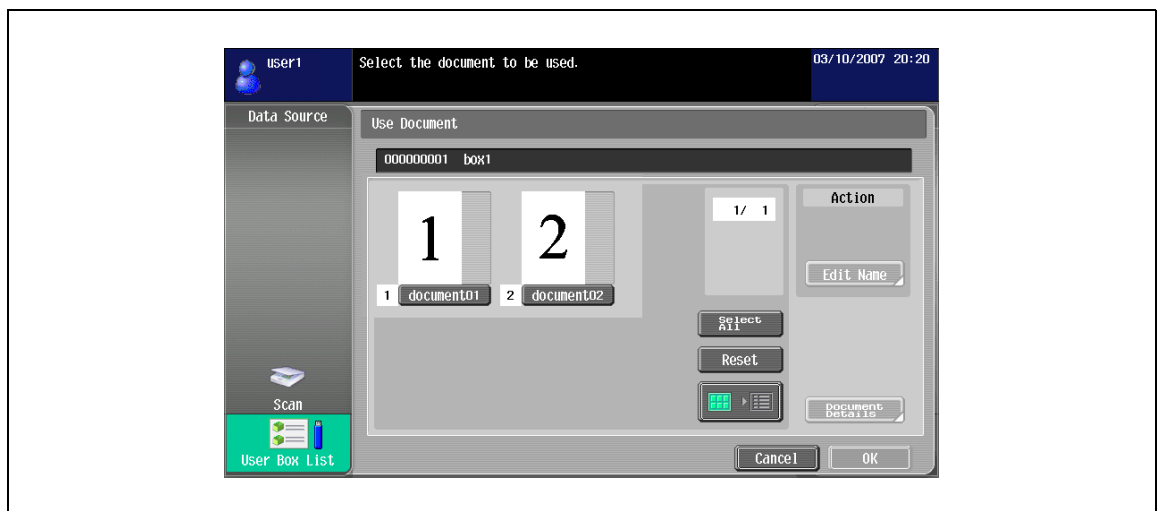 user1
Select the document to be used.
03/10/2007 20:20
Data Source
Use Document
000000001 box1
1
2
1/ 1
Action
Edit Name
1 document01
2 document02
Select
All
Reset
Scan
Document
Details
User Box List
Cancel
OK